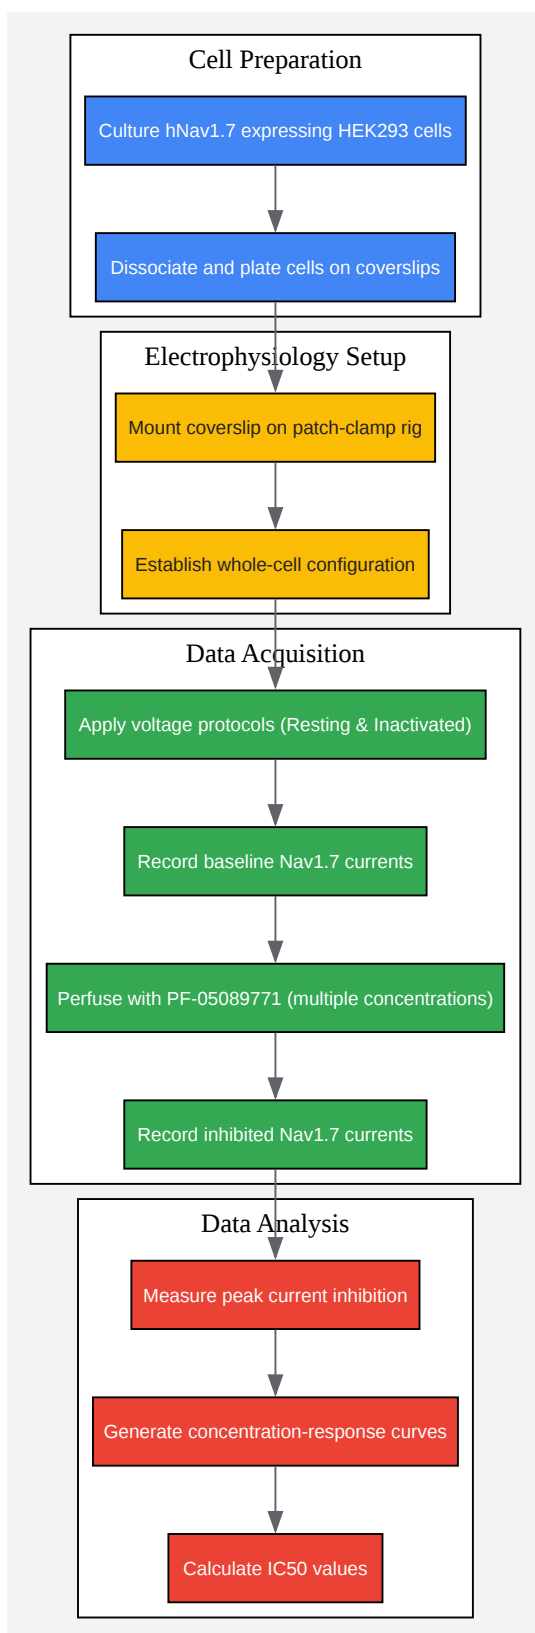 Cell Preparation
Culture hNav1.7 expressing HEK293 cells
Dissociate and plate cells on coverslips
Electrophysiology Setup
Mount coverslip on patch-clamp rig
Establish whole-cell configuration
Data Acquisition
Apply voltage protocols (Resting & Inactivated)
Record baseline Nav1.7 currents
Perfuse with PF-05089771 (multiple concentrations)
Record inhibited Nav1.7 currents
Data Analysis
Measure peak current inhibition
Generate concentration-response curves
Calculate IC50 values